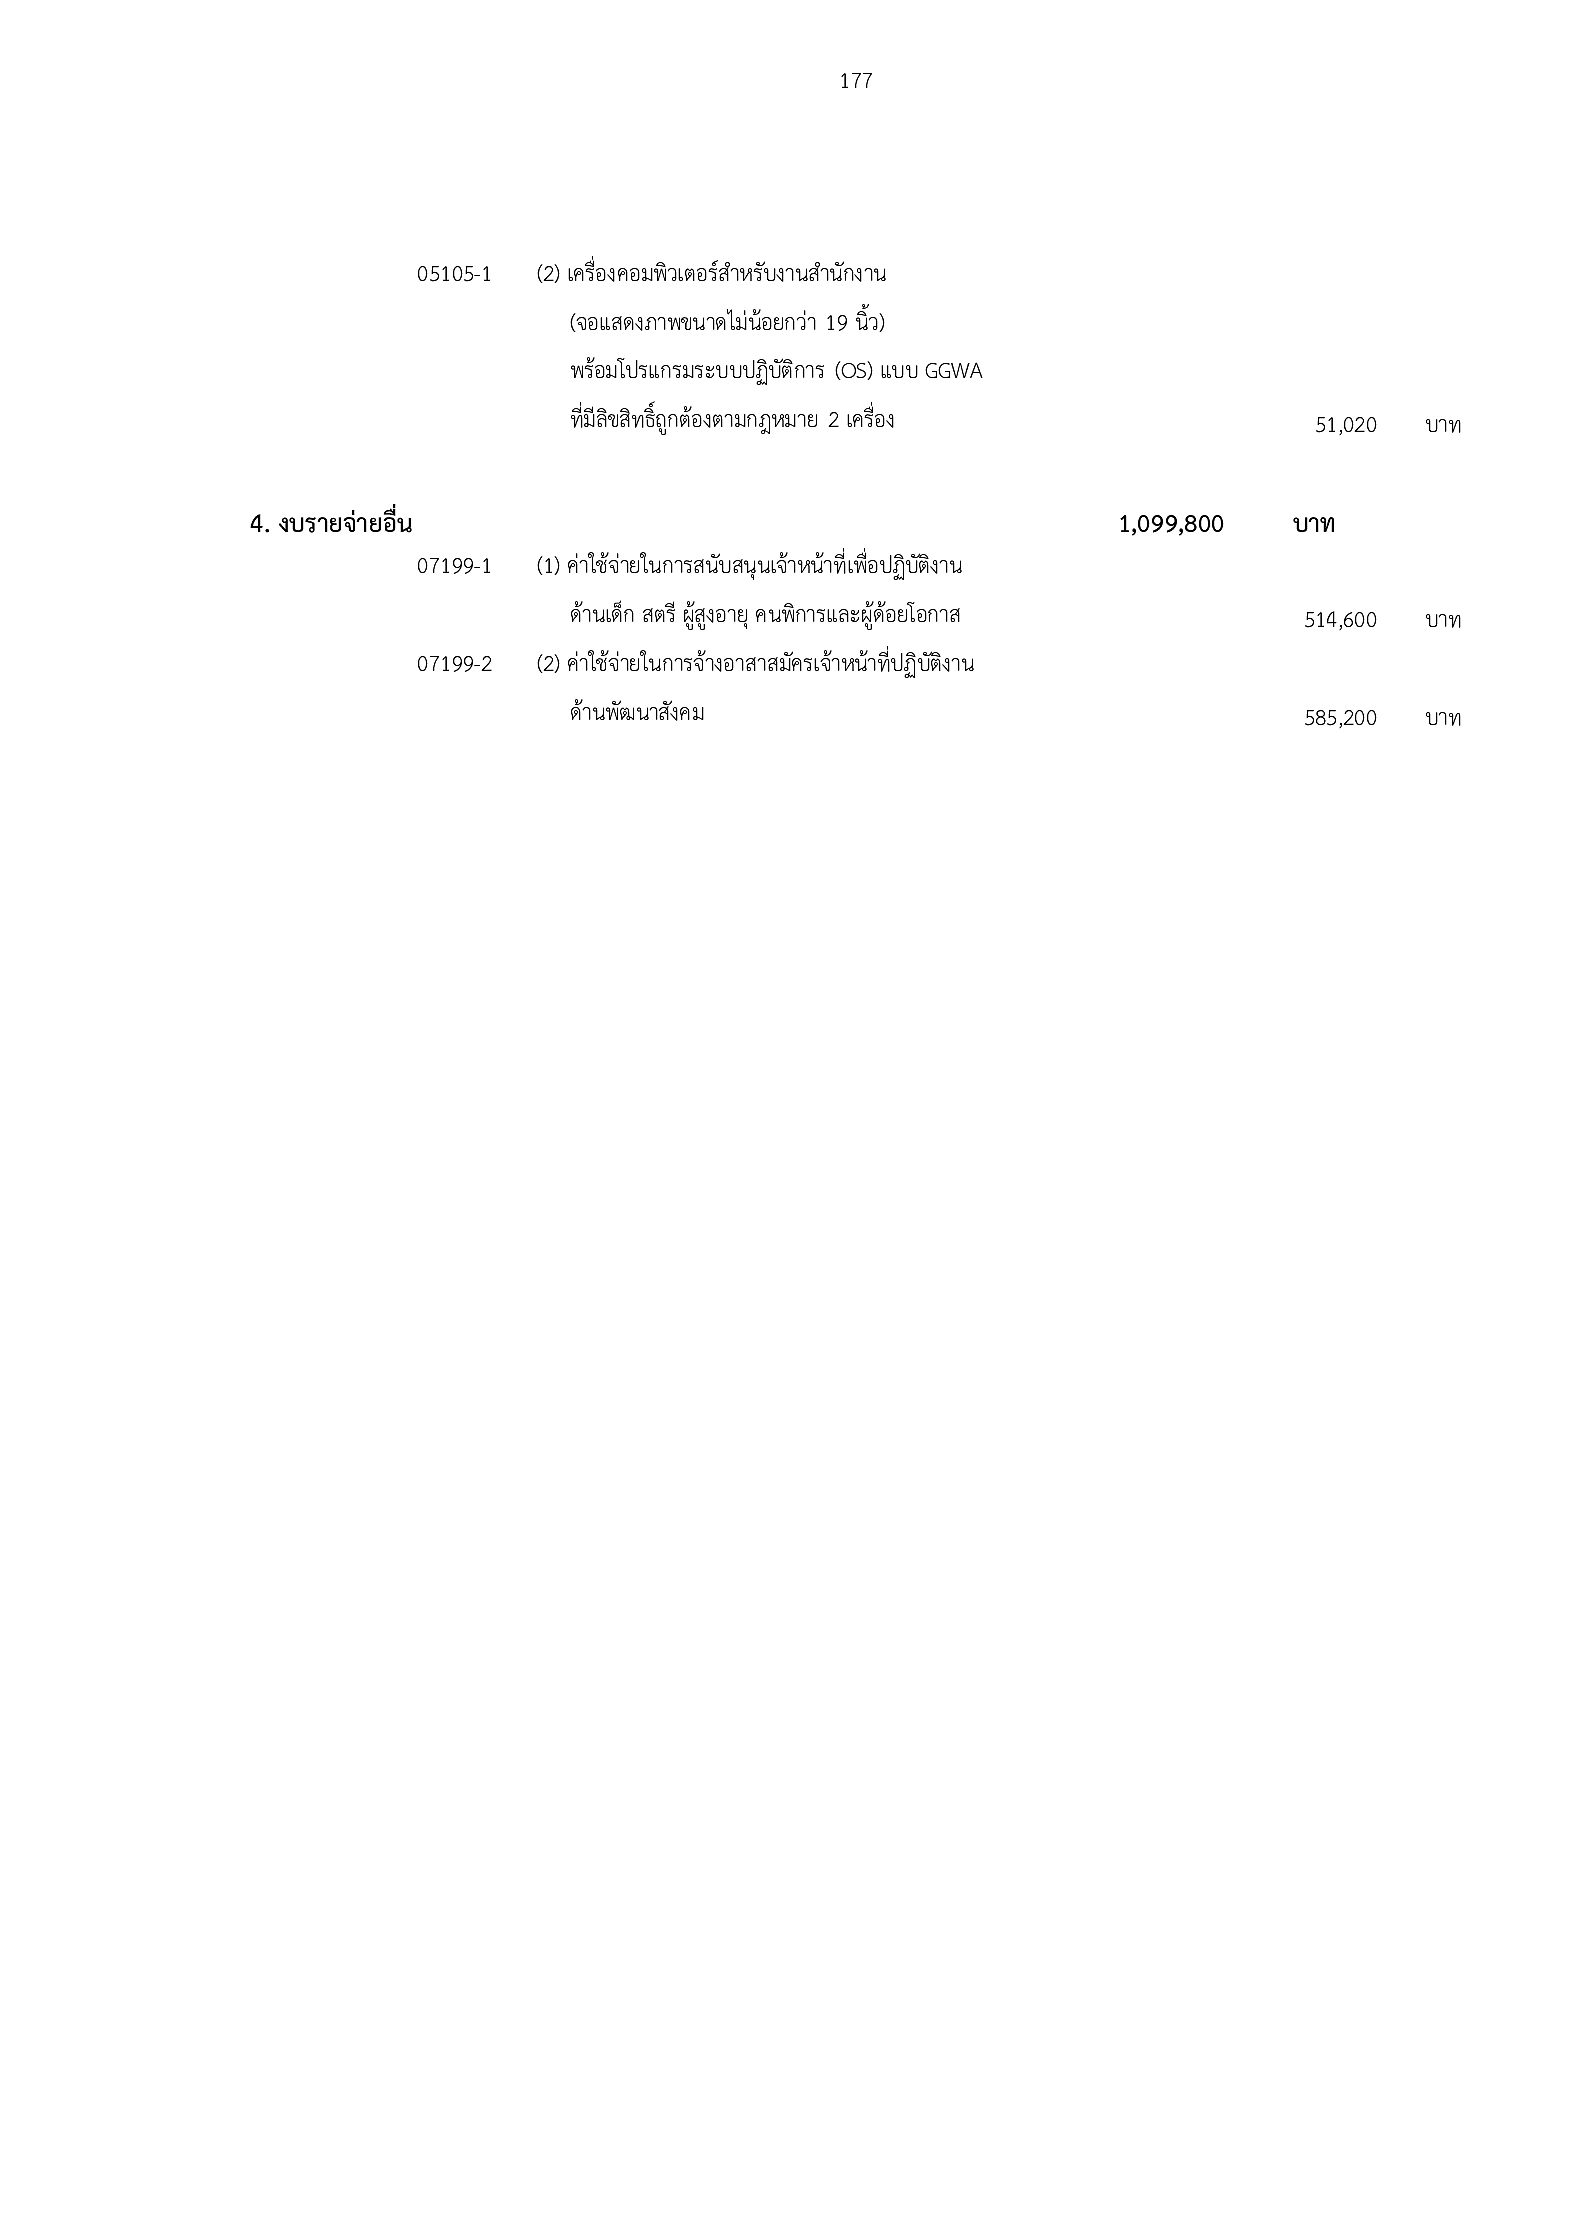 177
05105-1 (2) เครื่องคอมพิวเตอร์สำหรับงานสำนักงาน
(จอแสดงภาพขนาดไม่น้อยกว่า 19 นิ้ว)
พร้อมโปรแกรมระบบปฏิบัติการ (OS) แบบ GGWA
ที่มีลิขสิทธิ์ถูกต้องตามกฎหมาย 2 เครื่อง 51,020 บาท
4. งบรายจ่ายอื่น 1,099,800 บาท
07199-1 (1) ค่าใช้จ่ายในการสนับสนุนเจ้าหน้าที่เพื่อปฏิบัติงาน
ด้านเด็ก สตรี ผู้สูงอายุ คนพิการและผู้ด้อยโอกาส 514,600 บาท
07199-2 (2) ค่าใช้จ่ายในการจ้างอาสาสมัครเจ้าหน้าที่ปฏิบัติงาน
ด้านพัฒนาสังคม 585,200 บาท